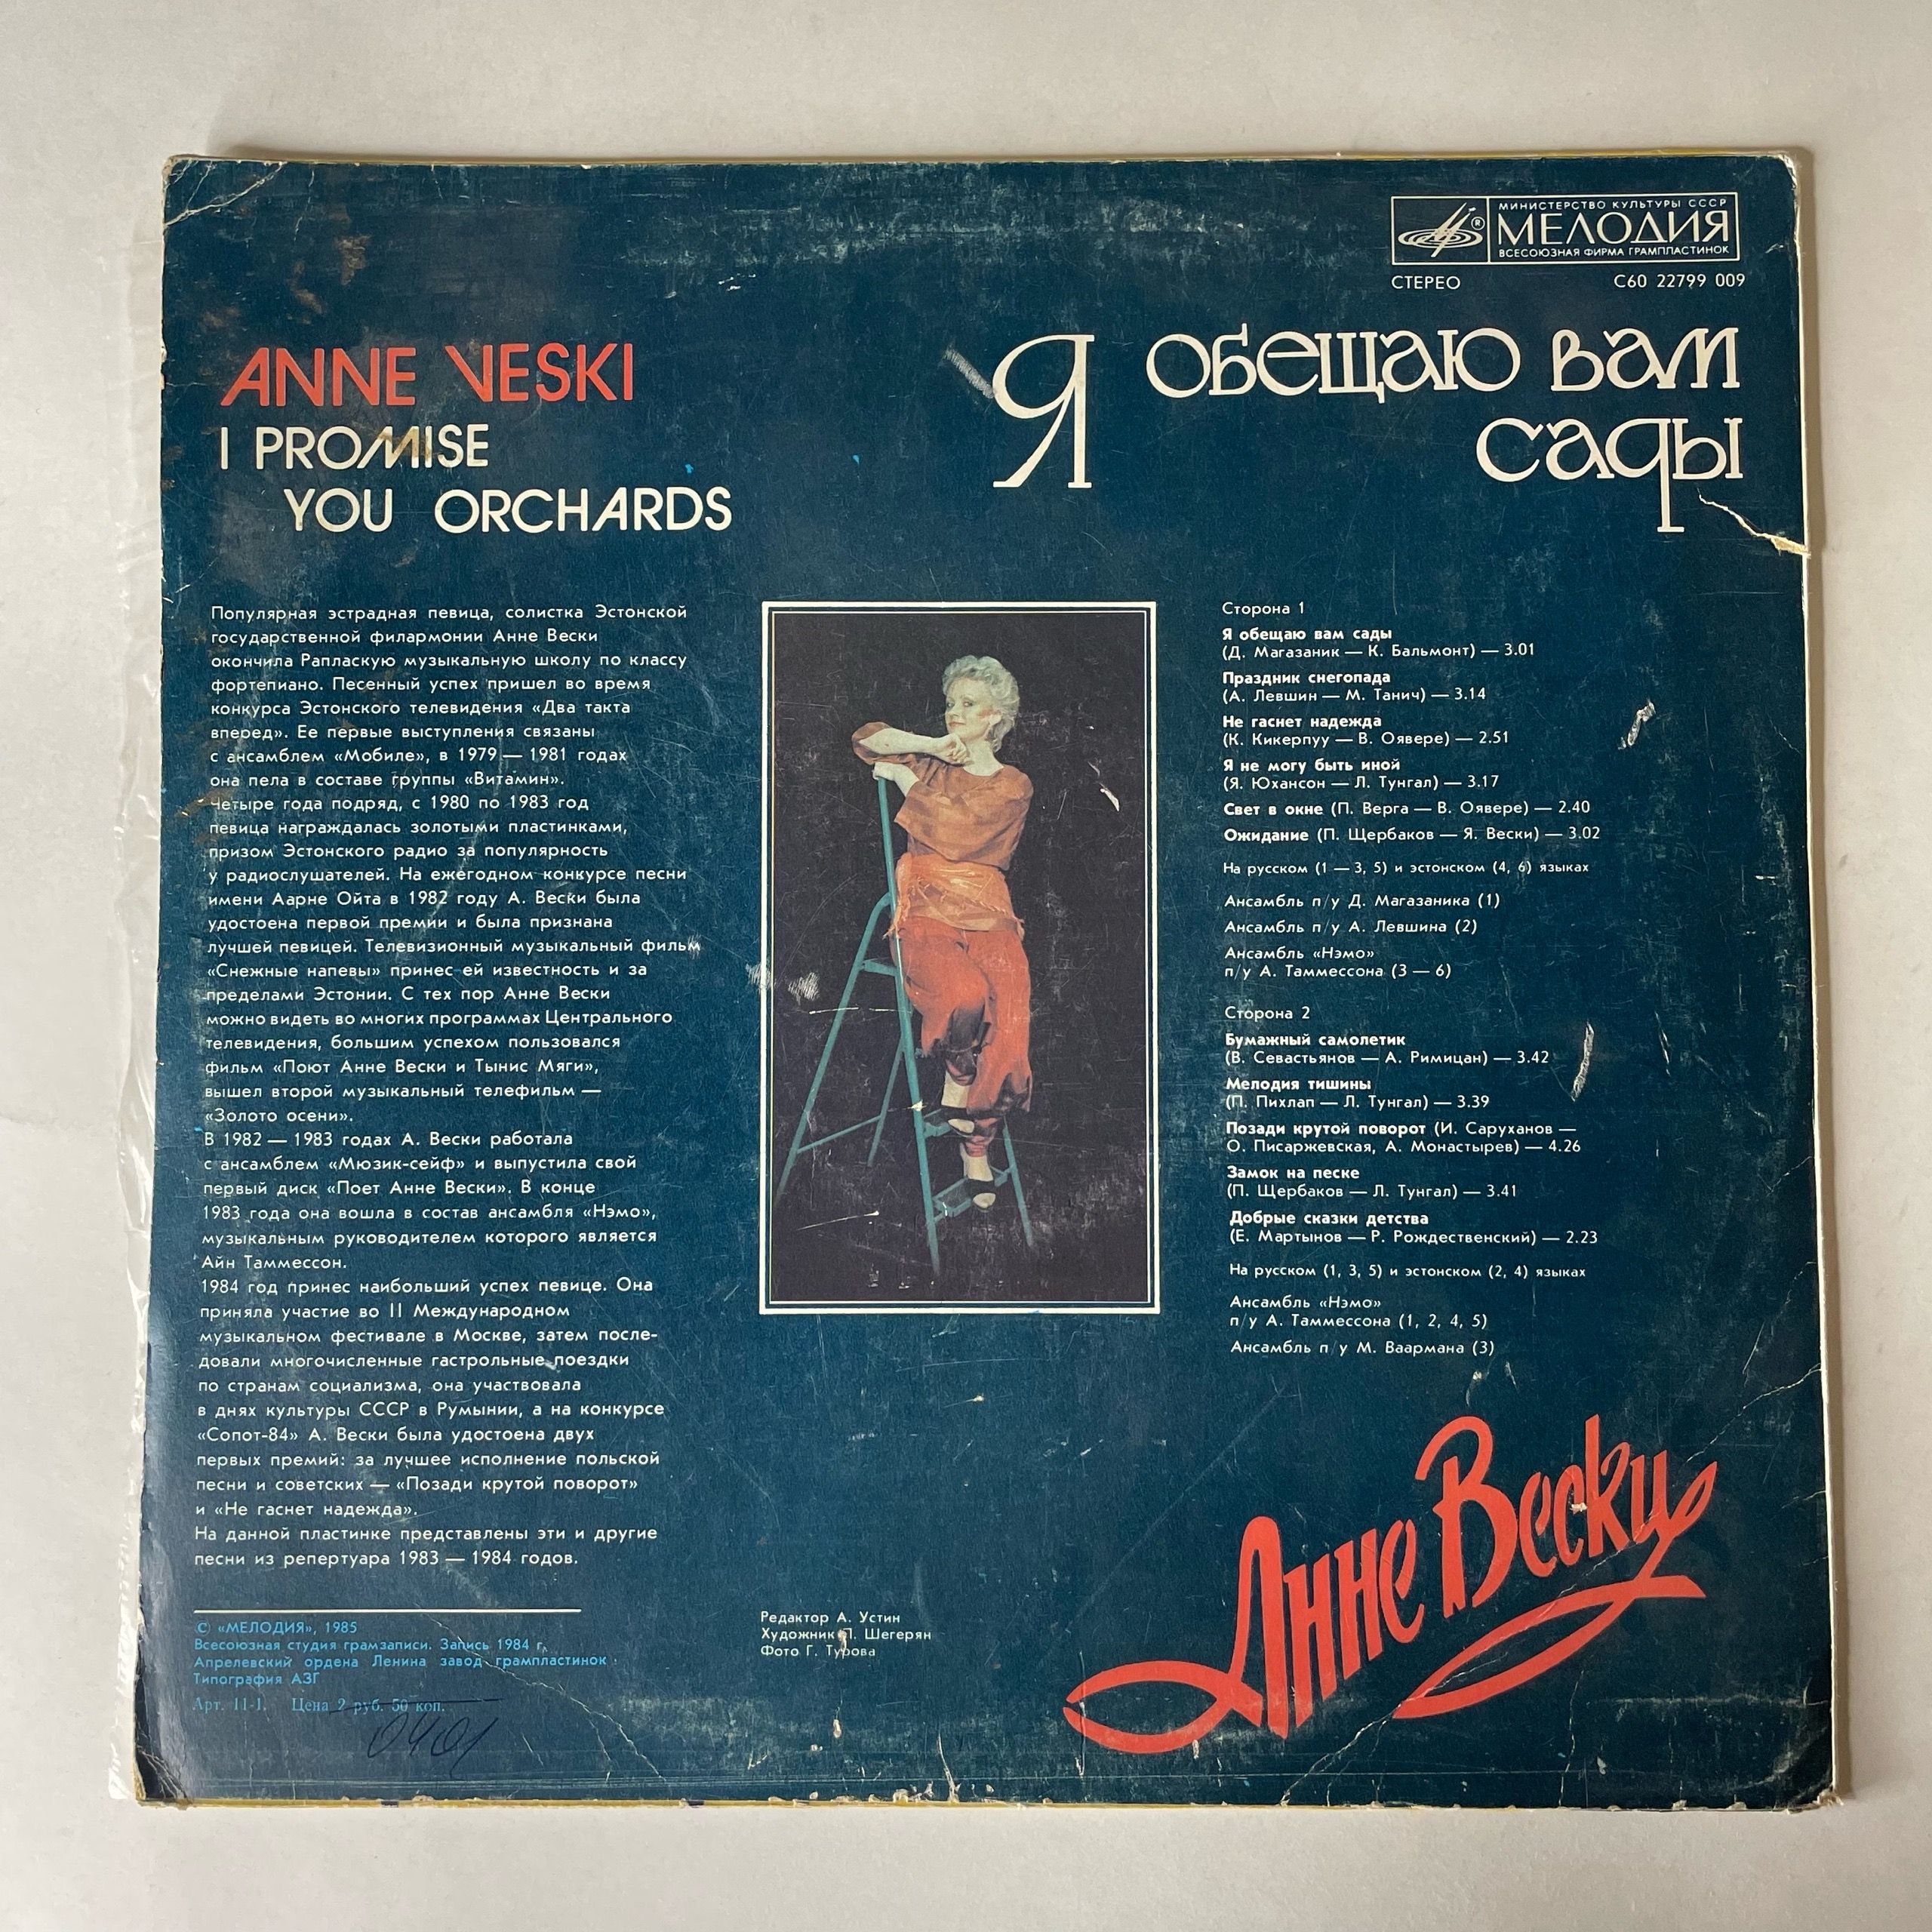 МИНИСТЕРСТВО КУЛЬТУРЫ СССР
МЕЛОДИЯ
ВСЕСОЮЗНАЯ ФИРМА ГРАМПЛАСТИНОК
СТЕРЕО
С60 22799 009
ANNE VESKI
I PROMISE
YOU ORCHARDS
Я ОБЕЩАЮ ВАМ
САДЫ
Популярная эстрадная певица, солистка Эстонской
государственной филармонии Анне Вески
окончила Рапласкую музыкальную школу по классу
фортепиано. Песенный успех пришел во время
конкурса Эстонского телевидения «Два такта
вперед». Ее первые выступления связаны
с ансамблем «Мобиле», в 1979 — 1981 годах
она пела в составе группы «Витамин».
Четыре года подряд, с 1980 по 1983 год
певица награждалась золотыми пластинками,
призом Эстонского радио за популярность
у радиослушателей. На ежегодном конкурсе песни
имени Аарне Ойта в 1982 году А. Вески была
удостоена первой премии и была признана
лучшей певицей. Телевизионный музыкальный фильм
«Снежные напевы» принес ей известность и за
пределами Эстонии. С тех пор Анне Вески
можно видеть во многих программах Центрального
телевидения, большим успехом пользовался
фильм «Поют Анне Вески и Тынис Мяги»,
вышел второй музыкальный телефильм —
«Золото осени».
В 1982 — 1983 годах А. Вески работала
с ансамблем «Мюзик-сейф» и выпустила свой
первый диск «Поет Анне Вески». В конце
1983 года она вошла в состав ансамбля «Нэмо»,
музыкальным руководителем которого является
Айн Таммессон.
1984 год принес наибольший успех певице. Она
приняла участие во II Международном
музыкальном фестивале в Москве, затем после-
довали многочисленные гастрольные поездки
по странам социализма, она участвовала
в днях культуры СССР в Румынии, а на конкурсе
«Сопот-84» А. Вески была удостоена двух
первых премий: за лучшее исполнение польской
песни и советских — «Позади крутой поворот»
и «Не гаснет надежда».
На данной пластинке представлены эти и другие
песни из репертуара 1983 — 1984 годов.
Сторона 1
Я обещаю вам сады
(Д. Магазаник — К. Бальмонт) — 3.01
Праздник снегопада
(А. Левшин — М. Танич) — 3.14
Не гаснет надежда
(К. Кикерпуу — В. Оявере) — 2.51
Я не могу быть иной
(Я. Юхансон — Л. Тунгал) — 3.17
Свет в окне (П. Верга — В. Оявере) — 2.40
Ожидание (П. Щербаков — Я. Вески) — 3.02
На русском (1 — 3, 5) и эстонском (4, 6) языках
Ансамбль п/у Д. Магазаника (1)
Ансамбль п/у А. Левшина (2)
Ансамбль «Нэмо»
п/у А. Таммессона (3 — 6)
Сторона 2
Бумажный самолетик
(В. Севастьянов — А. Римицан) — 3.42
Мелодия тишины
(П. Пихлап — Л. Тунгал) — 3.39
Позади крутой поворот (И. Саруханов —
О. Писаржевская, А. Монастырев) — 4.26
Замок на песке
(П. Щербаков — Л. Тунгал) — 3.41
Добрые сказки детства
(Е. Мартынов — Р. Рождественский) — 2.23
На русском (1, 3, 5) и эстонском (2, 4) языках
Ансамбль «Нэмо»
п/у А. Таммессона (1, 2, 4, 5)
Ансамбль п/у М. Ваармана (3)
Анне Вески
© «МЕЛОДИЯ», 1985
Всесоюзная студия грамзаписи. Запись 1984 г.
Апрелевский ордена Ленина завод грампластинок
Типография АЗГ
Арт. 11-1. Цена 2 руб. 50 коп.
Редактор А. Устин
Художник Шегерян
Фото Г. Турова